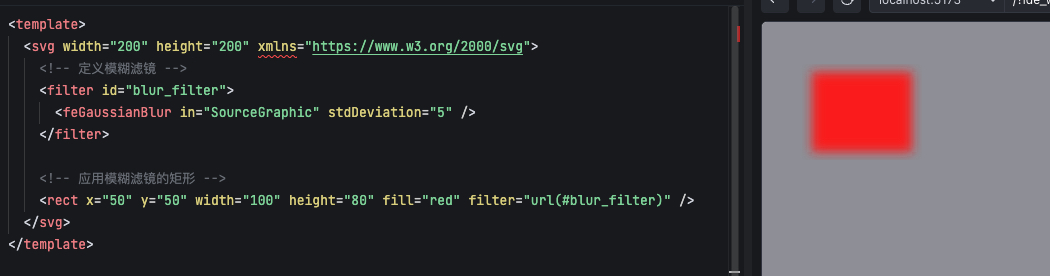 localhost:5173
<template>
<svg width="200" height="200" xmlns="https://www.w3.org/2000/svg">
<!-- 定义模糊滤镜 -->
<filter id="blur_filter">
<feGaussianBlur in="SourceGraphic" stdDeviation="5" />
</filter>
<!-- 应用模糊滤镜的矩形 -->
<rect x="50" y="50" width="100" height="80" fill="red" filter="url(#blur_filter)" />
</svg>
</template>